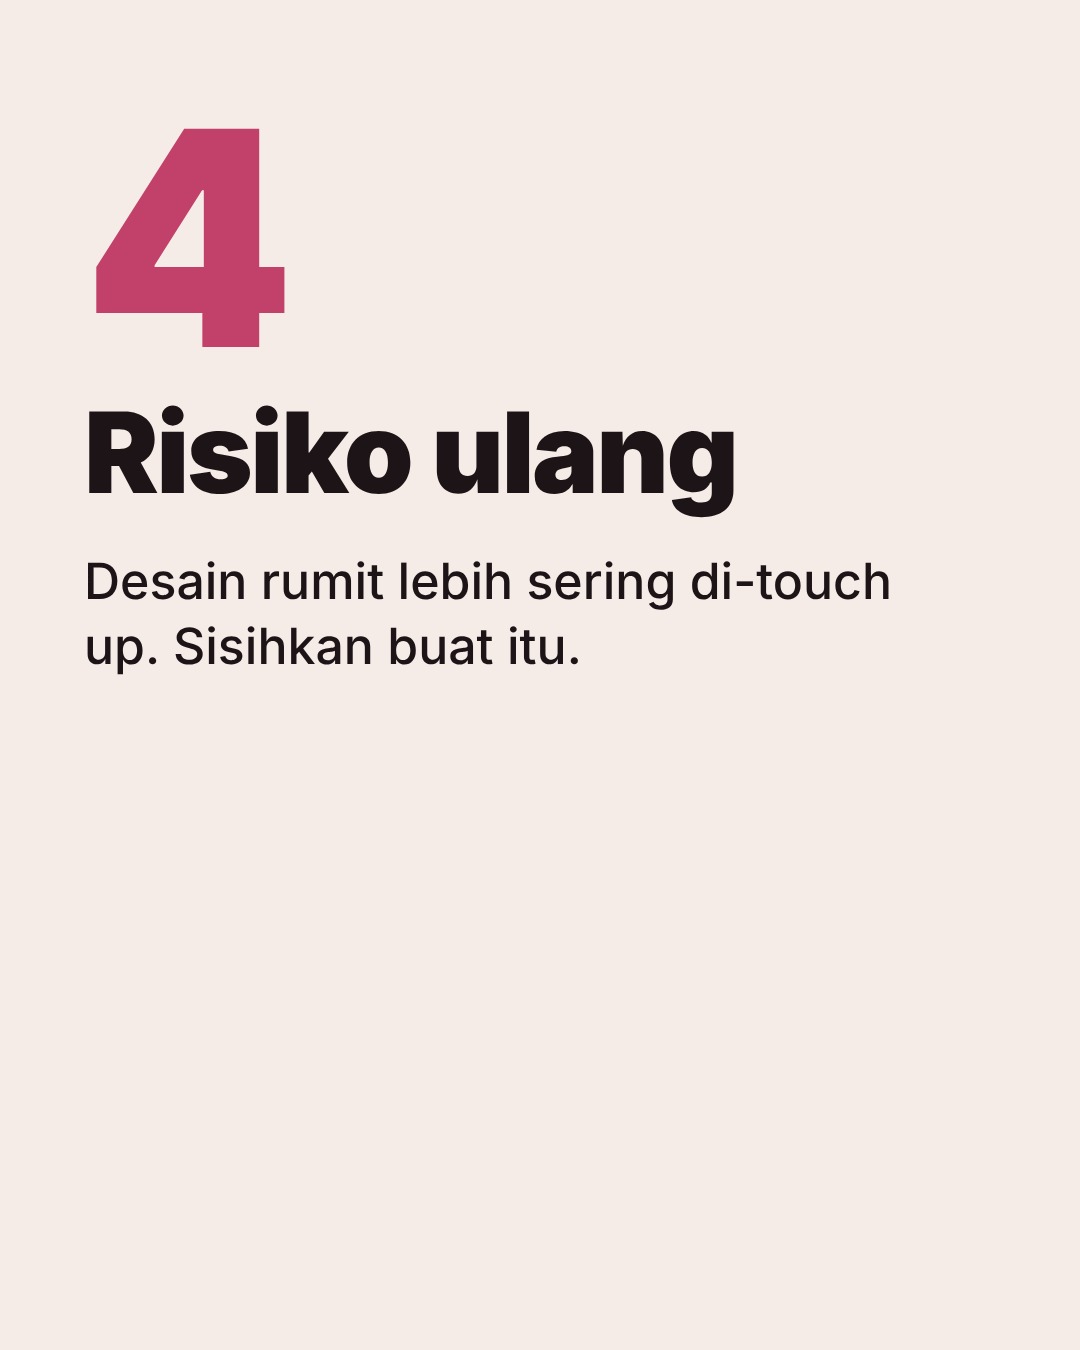 4
Risiko ulang
Desain rumit lebih sering di-touch
up. Sisihkan buat itu.